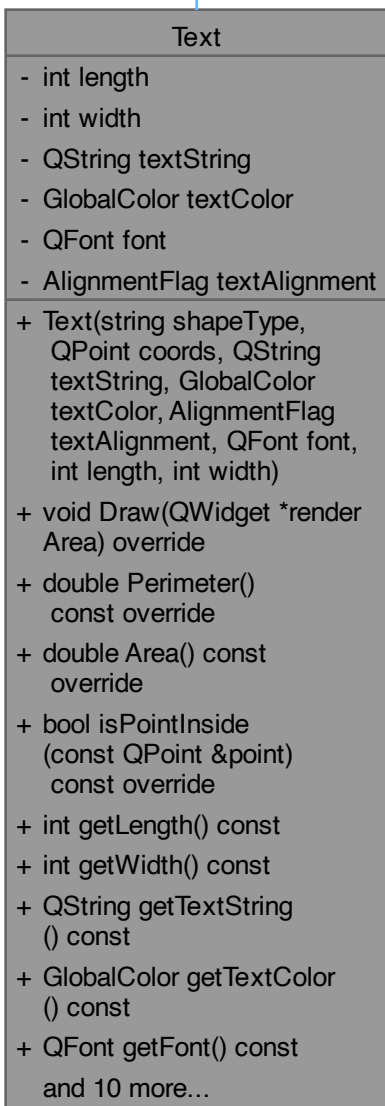 Text
- int length
- int width
- QString textString
- GlobalColor textColor
- QFont font
- AlignmentFlag textAlignment
+ Text(string shapeType,
QPoint coords, QString
textString, GlobalColor
textColor, AlignmentFlag
textAlignment, QFont font,
int length, int width)
+ void Draw(QWidget *render
Area) override
+ double Perimeter()
const override
+ double Area() const
override
+ bool isPointInside
(const QPoint &point)
const override
+ int getLength() const
+ int getWidth() const
+ QString getTextString
() const
+ GlobalColor getTextColor
() const
+ QFont getFont() const
and 10 more...